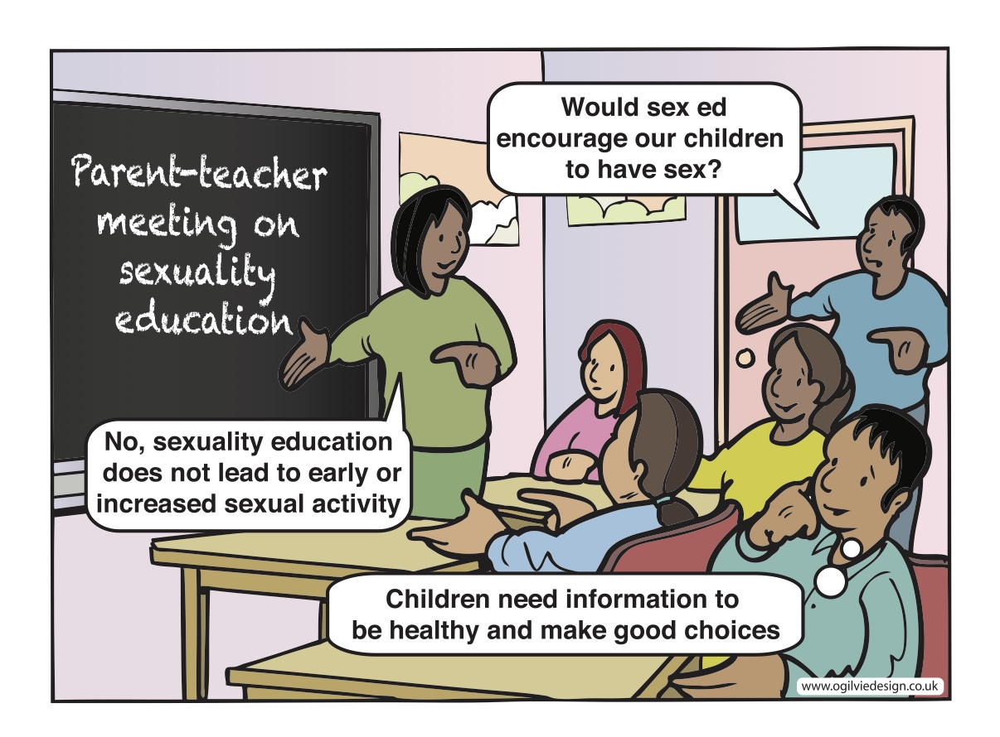 Parent-teacher
meeting on
sexuality
education
Would sex ed
encourage our children
to have sex?
No, sexuality education
does not lead to early or
increased sexual activity
Children need information to
be healthy and make good choices
www.ogilviedesign.co.uk